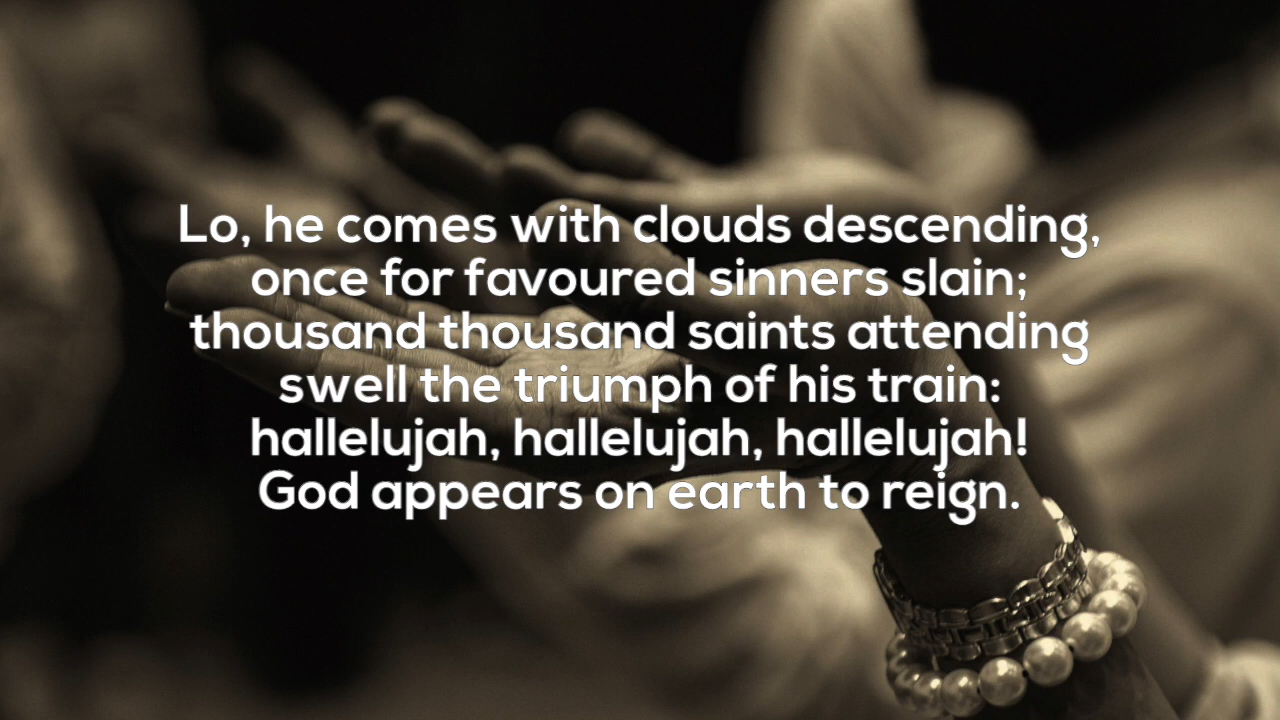 Lo, he comes with clouds descending,
once for favoured sinners slain;
thousand thousand saints attending
swell the triumph of his train:
hallelujah, hallelujah, hallelujah!
God appears on earth to reign.